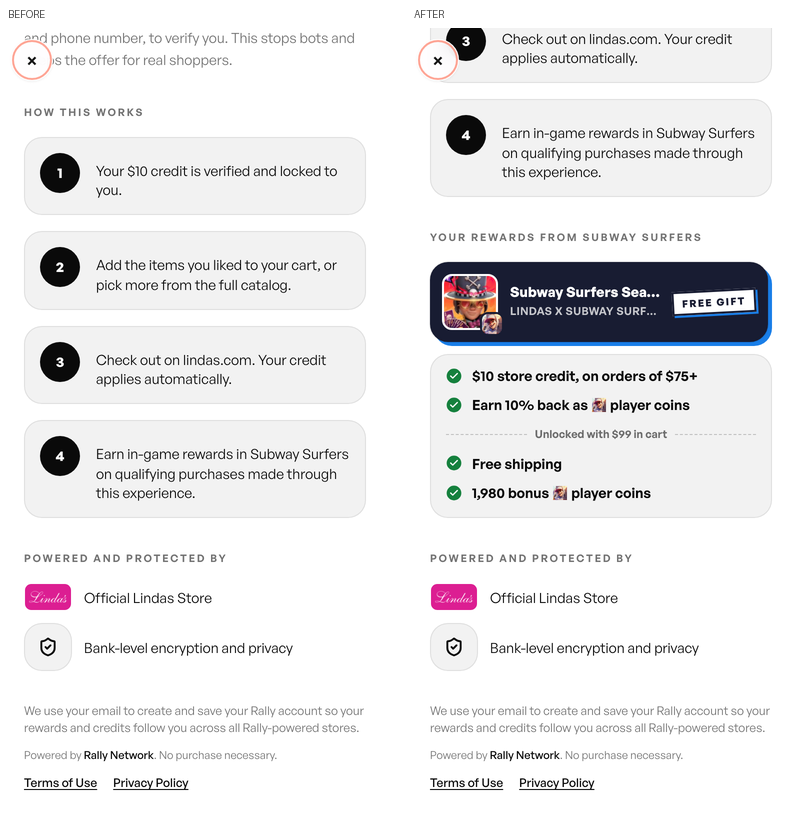 BEFORE
and phone number, to verify you. This stops bots and
the offer for real shoppers.
HOW THIS WORKS
1
Your $10 credit is verified and locked to
you.
2
Add the items you liked to your cart, or
pick more from the full catalog.
3
Check out on lindas.com. Your credit
applies automatically.
4
Earn in-game rewards in Subway Surfers
on qualifying purchases made through
this experience.
POWERED AND PROTECTED BY
Linda's
Official Lindas Store
Bank-level encryption and privacy
We use your email to create and save your Rally account so your
rewards and credits follow you across all Rally-powered stores.
Powered by Rally Network. No purchase necessary.
Terms of Use Privacy Policy
AFTER
3
Check out on lindas.com. Your credit
applies automatically.
4
Earn in-game rewards in Subway Surfers
on qualifying purchases made through
this experience.
YOUR REWARDS FROM SUBWAY SURFERS
Subway Surfers Sea...
LINDAS X SUBWAY SURF...
FREE GIFT
$10 store credit, on orders of $75+
Earn 10% back as player coins
Unlocked with $99 in cart
Free shipping
1,980 bonus player coins
POWERED AND PROTECTED BY
Linda's
Official Lindas Store
Bank-level encryption and privacy
We use your email to create and save your Rally account so your
rewards and credits follow you across all Rally-powered stores.
Powered by Rally Network. No purchase necessary.
Terms of Use Privacy Policy